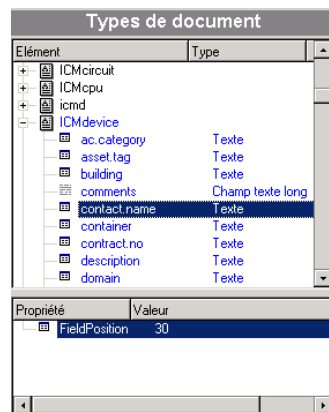 Types de document
Elément Type
ICMcircuit
ICMcpu
icmd
ICMdevice
ac.category Texte
asset.tag Texte
building Texte
comments Champ texte long
contact.name Texte
container Texte
contract.no Texte
description Texte
domain Texte
Propriété Valeur
FieldPosition 30